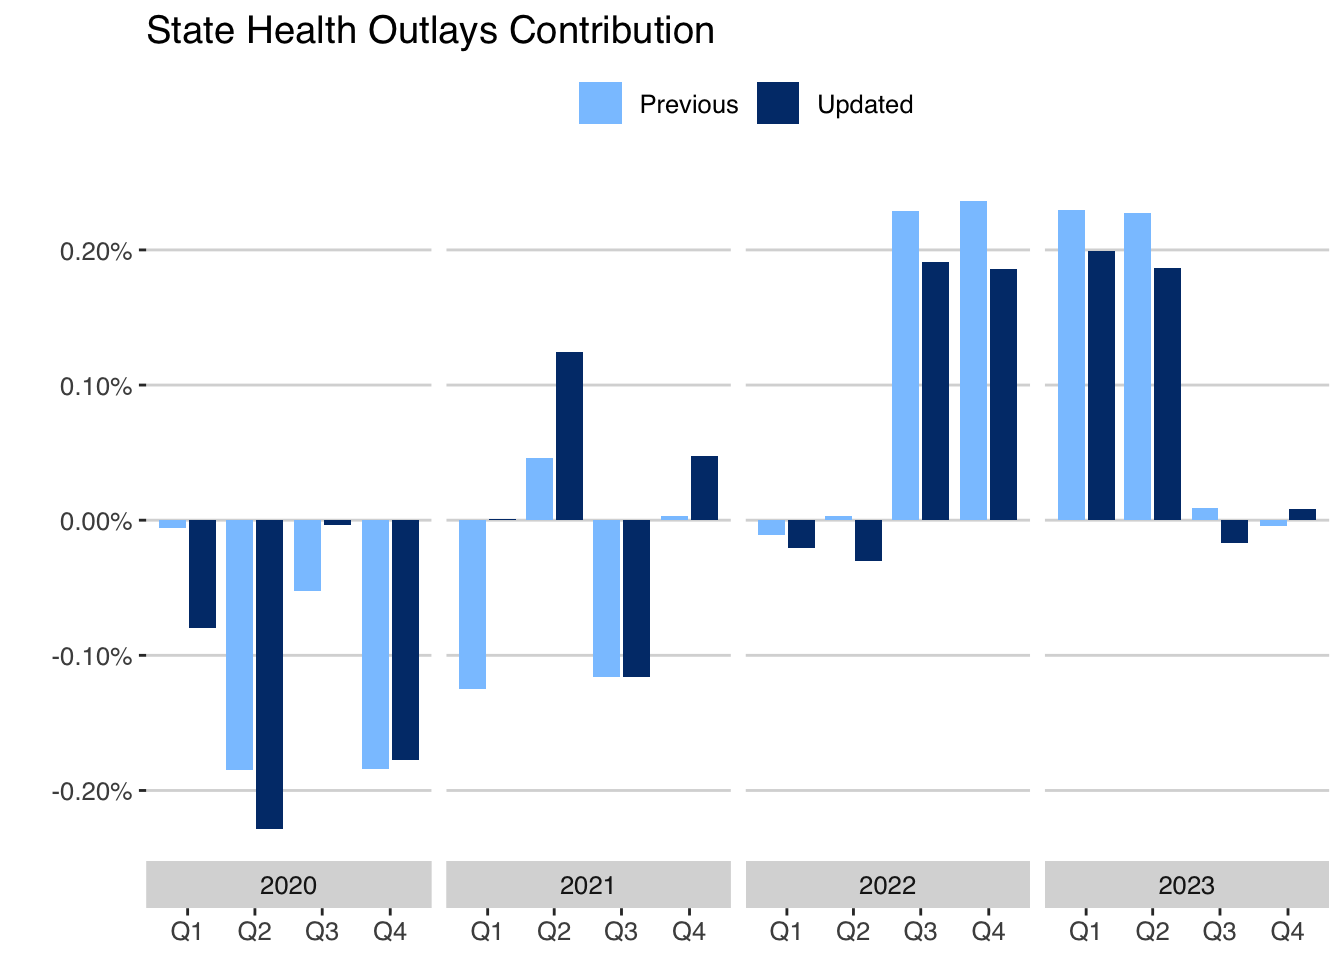 State Health Outlays Contribution
Previous Updated
0.20%
0.10%
0.00%
-0.10%
-0.20%
2020 2021 2022 2023
Q1 Q2 Q3 Q4 Q1 Q2 Q3 Q4 Q1 Q2 Q3 Q4 Q1 Q2 Q3 Q4